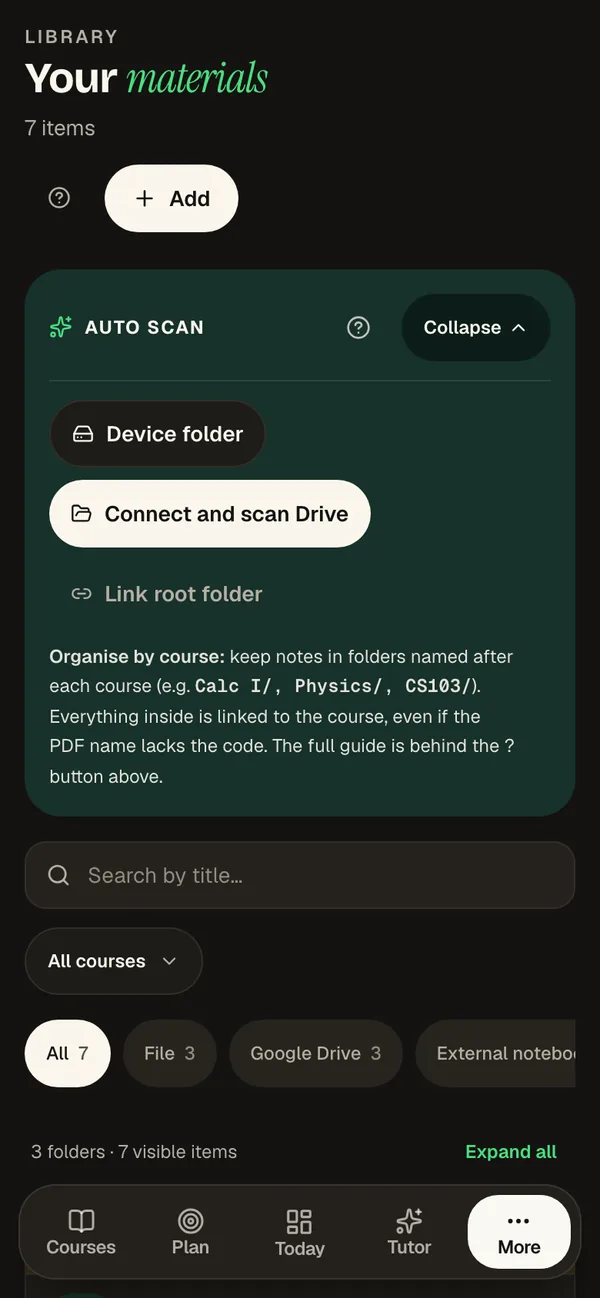 LIBRARY
Your materials
7 items
Add
AUTO SCAN
Collapse
Device folder
Connect and scan Drive
Link root folder
Organise by course: keep notes in folders named after
each course (e.g. Calc I/, Physics/, CS103/).
Everything inside is linked to the course, even if the
PDF name lacks the code. The full guide is behind the ?
button above.
Search by title…
All courses
All 7 File 3 Google Drive 3 External notebo
3 folders · 7 visible items Expand all
Courses Plan Today Tutor More